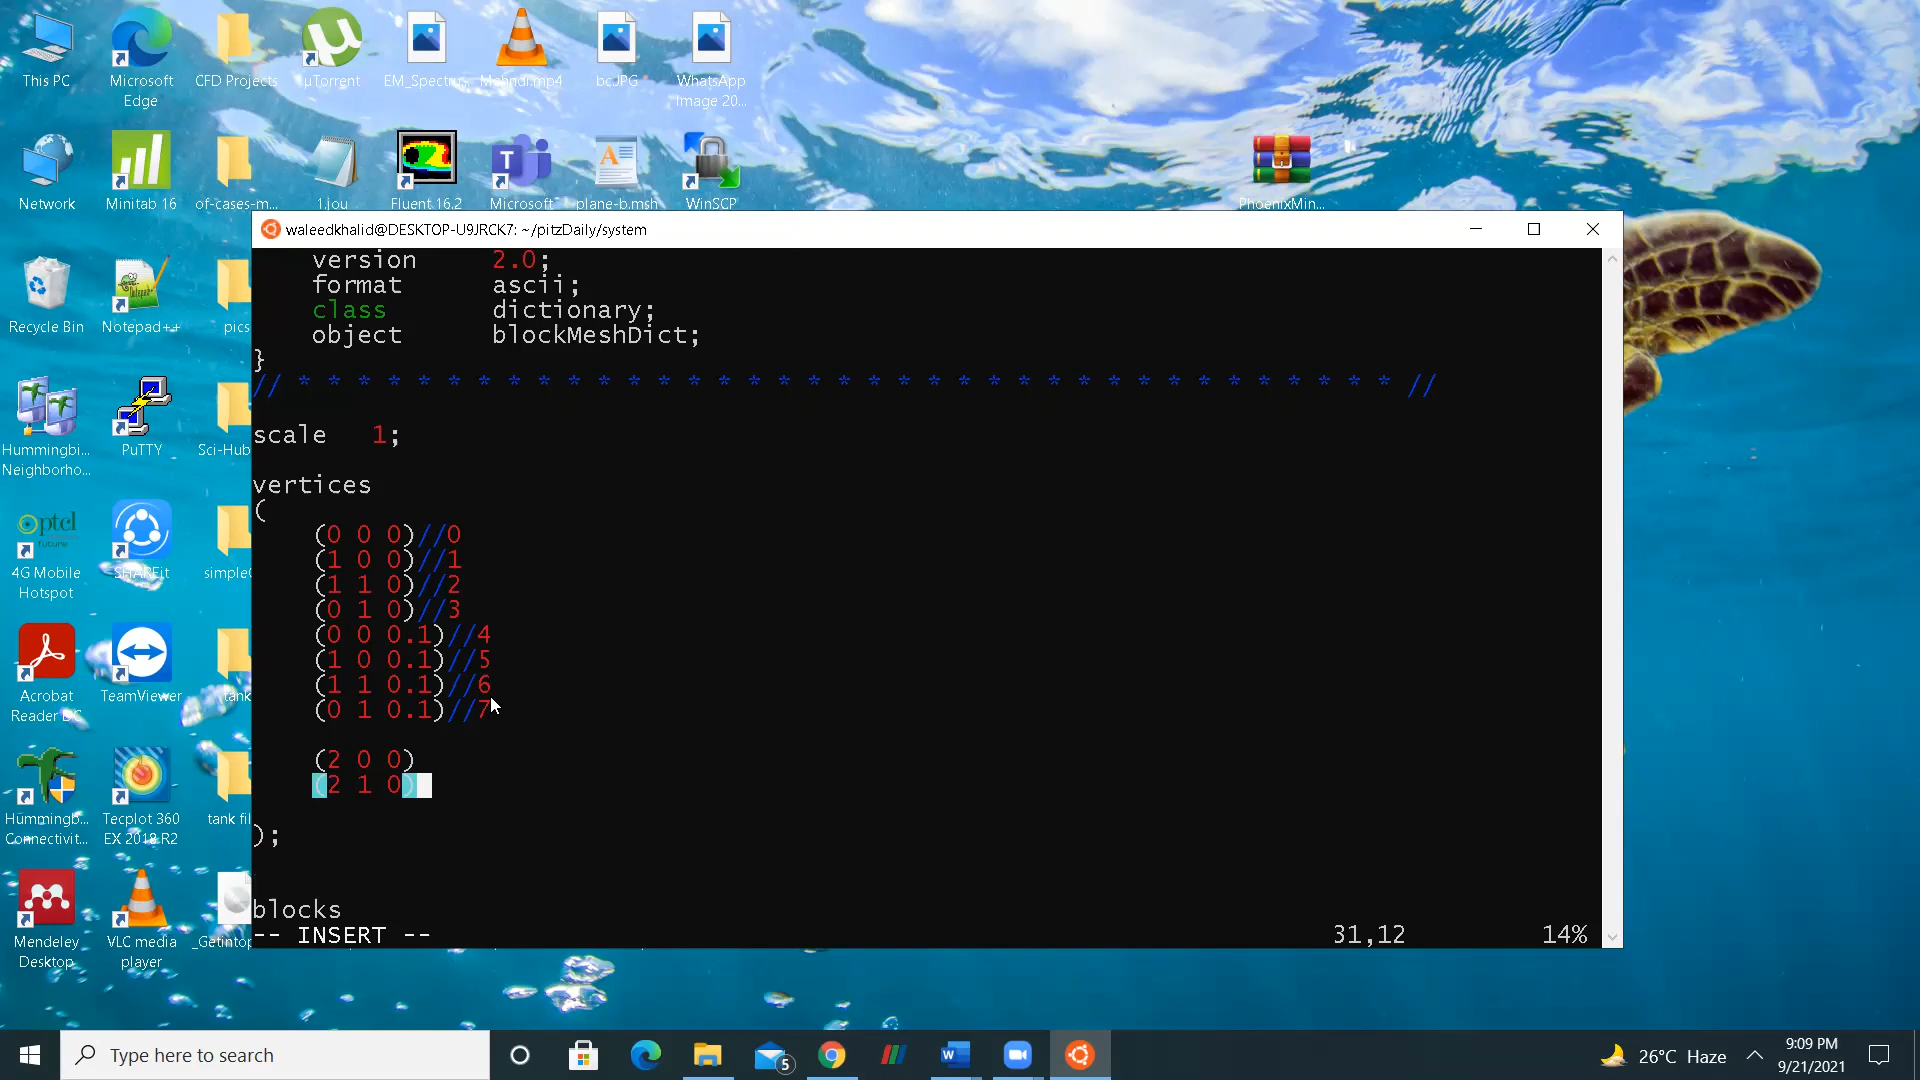 This PC
Microsoft Edge
CFD Projects
µTorrent
EM_Spectru...
Mehndi.mp4
bc.JPG
WhatsApp Image 20...
Network
Minitab 16
of-cases-m...
1.jou
Fluent 16.2
Microsoft
plane-b.msh
WinSCP
PhoenixMin...
Recycle Bin
Notepad++
pics
Hummingbi... Neighborho...
PuTTY
Sci-Hub
ptcl
4G Mobile Hotspot
SHAREit
simple
Acrobat Reader DC
TeamViewer
tank
Hummingb... Connectivit...
Tecplot 360 EX 2018 R2
tank fil
Mendeley Desktop
VLC media player
_Getintop
waleedkhalid@DESKTOP-U9JRCK7: ~/pitzDaily/system
version 2.0;
format ascii;
class dictionary;
object blockMeshDict;
}
// * * * * * * * * * * * * * * * * * * * * * * * * * * * * * * * * * * * * * //
scale 1;
vertices
(
(0 0 0)//0
(1 0 0)//1
(1 1 0)//2
(0 1 0)//3
(0 0 0.1)//4
(1 0 0.1)//5
(1 1 0.1)//6
(0 1 0.1)//7
(2 0 0)
(2 1 0)
);
blocks
-- INSERT -- 31,12 14%
Type here to search
5
26°C Haze
9:09 PM
9/21/2021